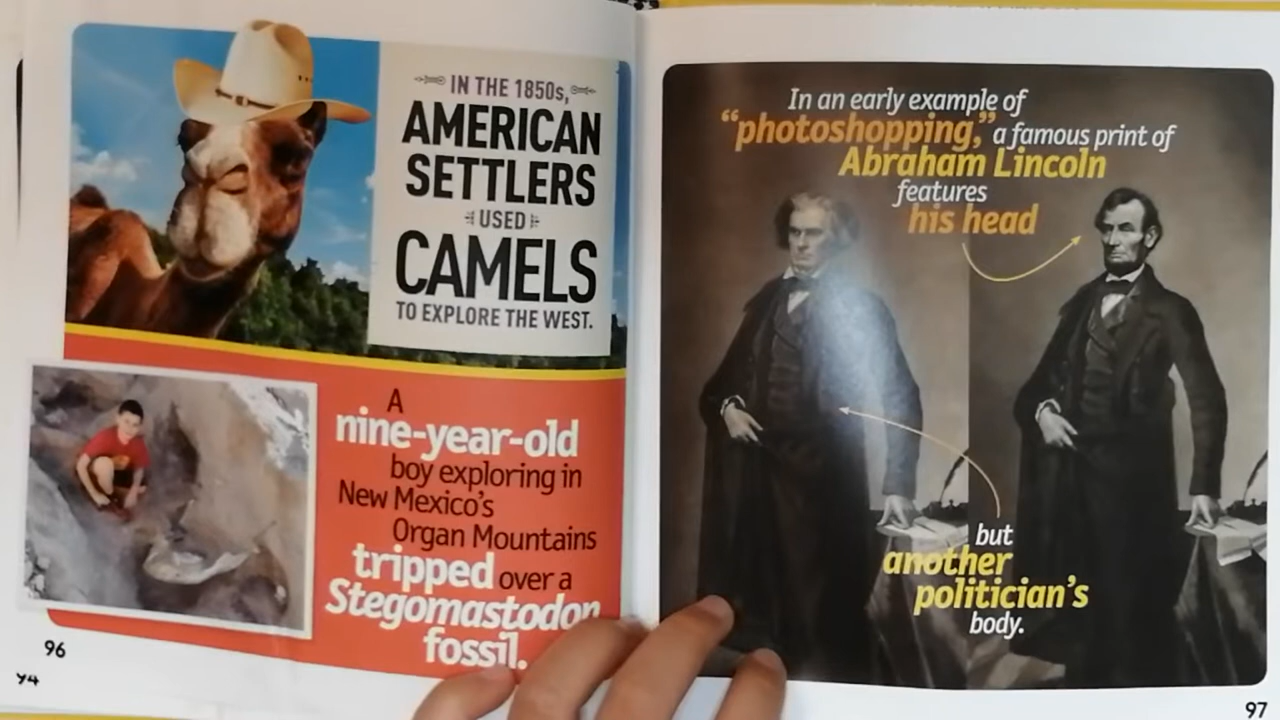 IN THE 1850s,
AMERICAN
SETTLERS
USED
CAMELS
TO EXPLORE THE WEST.
A
nine-year-old
boy exploring in
New Mexico's
Organ Mountains
tripped over a
Stegomastodon
fossil.
96
In an early example of
“photoshopping,” a famous print of
Abraham Lincoln
features
his head
but
another
politician's
body.
97